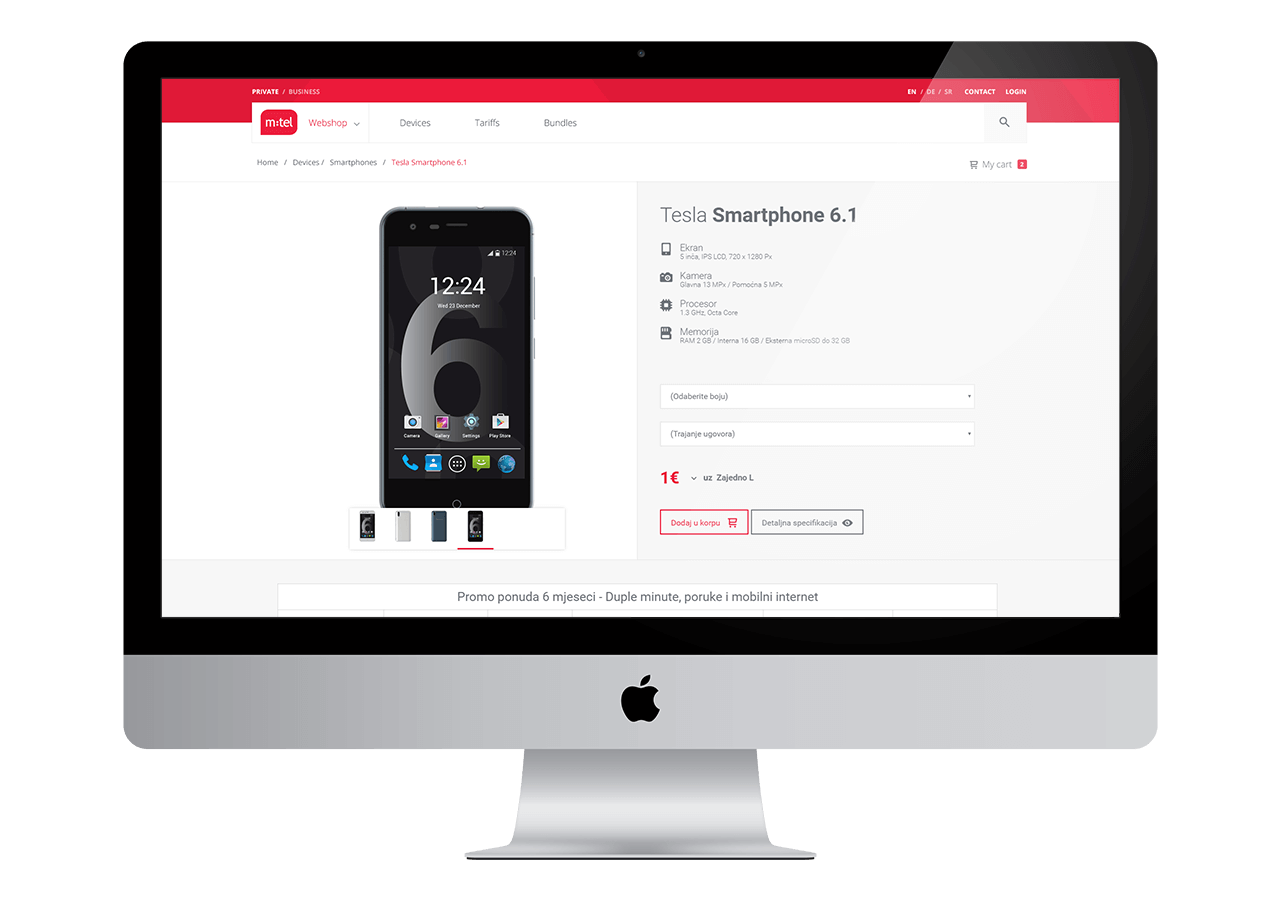 PRIVATE / BUSINESS
EN / DE / SR CONTACT LOGIN
m:tel Webshop Devices Tariffs Bundles
Home / Devices / Smartphones / Tesla Smartphone 6.1
My cart 2
Tesla Smartphone 6.1
Ekran
5 inča, IPS LCD, 720 x 1280 Px
Kamera
Glavna 13 MPx / Pomoćna 5 MPx
Procesor
1.3 GHz, Octa Core
Memorija
RAM 2 GB / Interna 16 GB / Eksterna microSD do 32 GB
12:24
12:24
Wed 23 December
6
Camera Gallery Settings Play Store
(Odaberite boju)
(Trajanje ugovora)
1€ uz Zajedno L
Dodaj u korpu Detaljna specifikacija
Promo ponuda 6 mjeseci - Duple minute, poruke i mobilni internet